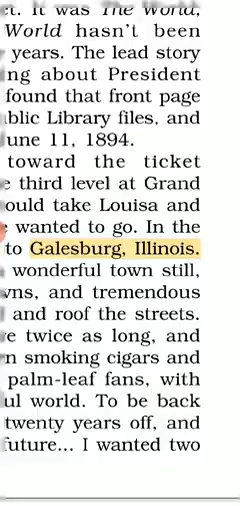 It was The World,
World hasn't been
years. The lead story
ng about President
found that front page
blic Library files, and
une 11, 1894.
toward the ticket
e third level at Grand
ould take Louisa and
wanted to go. In the
to Galesburg, Illinois.
wonderful town still,
wns, and tremendous
and roof the streets.
e twice as long, and
n smoking cigars and
palm-leaf fans, with
ul world. To be back
twenty years off, and
future... I wanted two